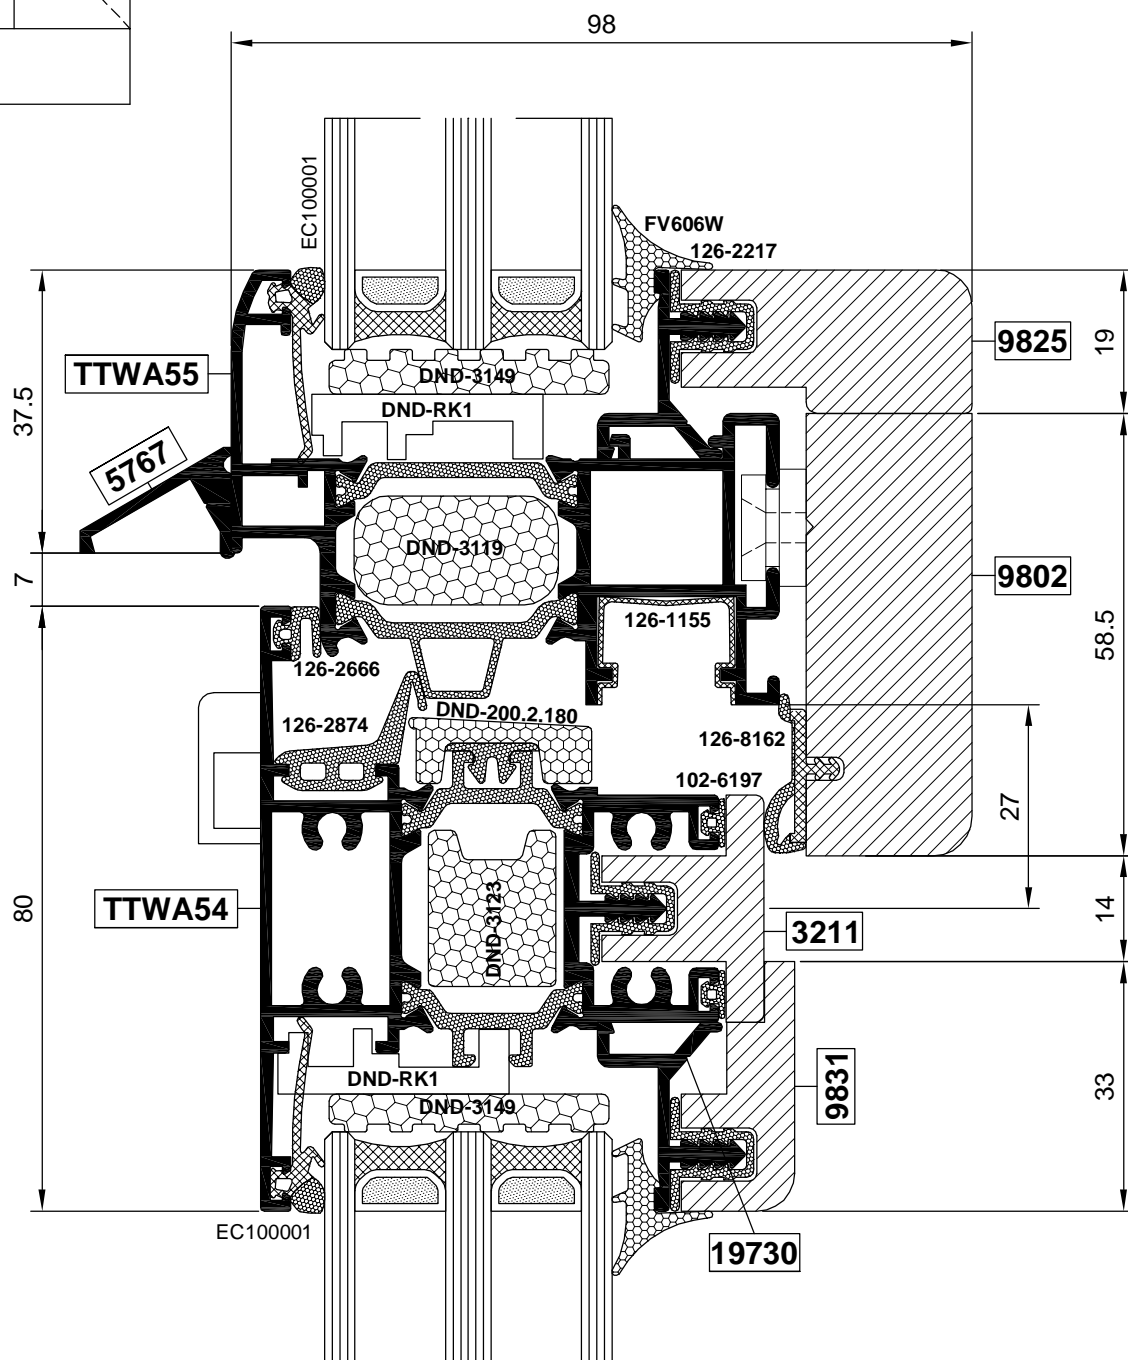 98
EC100001
FV606W
126-2217
9825
19
TTWA55
DND-3149
DND-RK1
37.5
5767
DND-3119
9802
7
126-1155
58.5
126-2666
126-2874
DND-200.2.180
126-8162
102-6197
27
DND-3123
80
TTWA54
3211
14
DND-RK1
DND-3149
9831
33
EC100001
19730